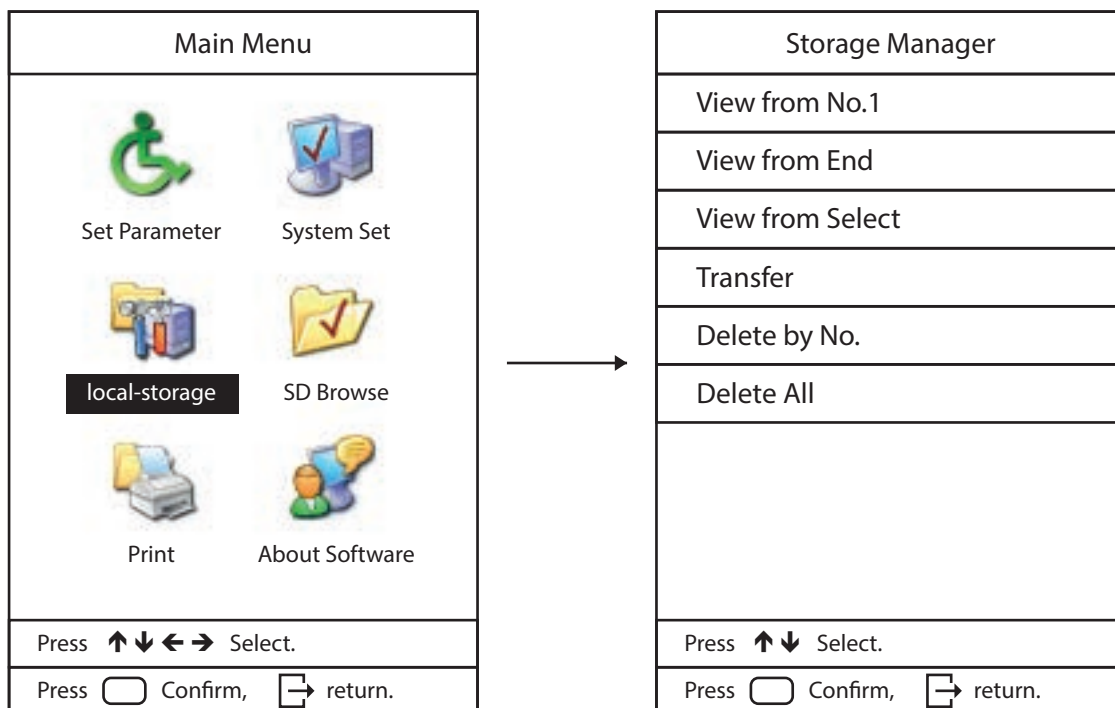 Main Menu
Set Parameter
System Set
local-storage
SD Browse
Print
About Software
Press ↑ ↓ ← → Select.
Press Confirm, return.
Storage Manager
View from No.1
View from End
View from Select
Transfer
Delete by No.
Delete All
Press ↑ ↓ Select.
Press Confirm, return.